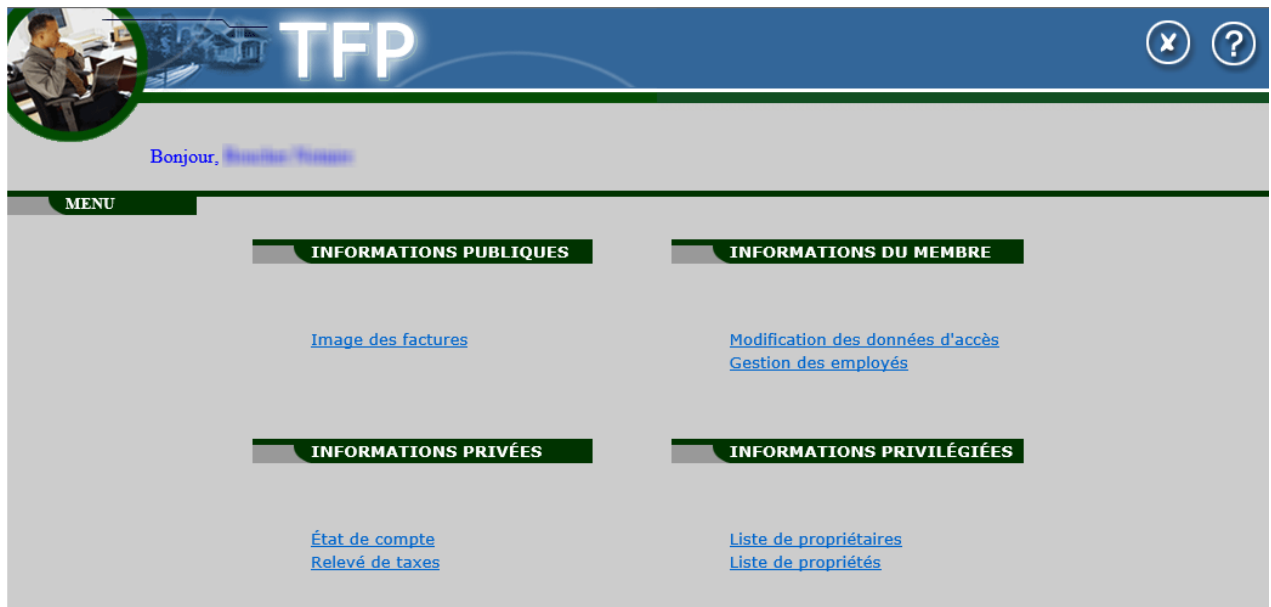 TFP
Bonjour,
MENU
INFORMATIONS PUBLIQUES
Image des factures
INFORMATIONS DU MEMBRE
Modification des données d'accès
Gestion des employés
INFORMATIONS PRIVÉES
État de compte
Relevé de taxes
INFORMATIONS PRIVILÉGIÉES
Liste de propriétaires
Liste de propriétés